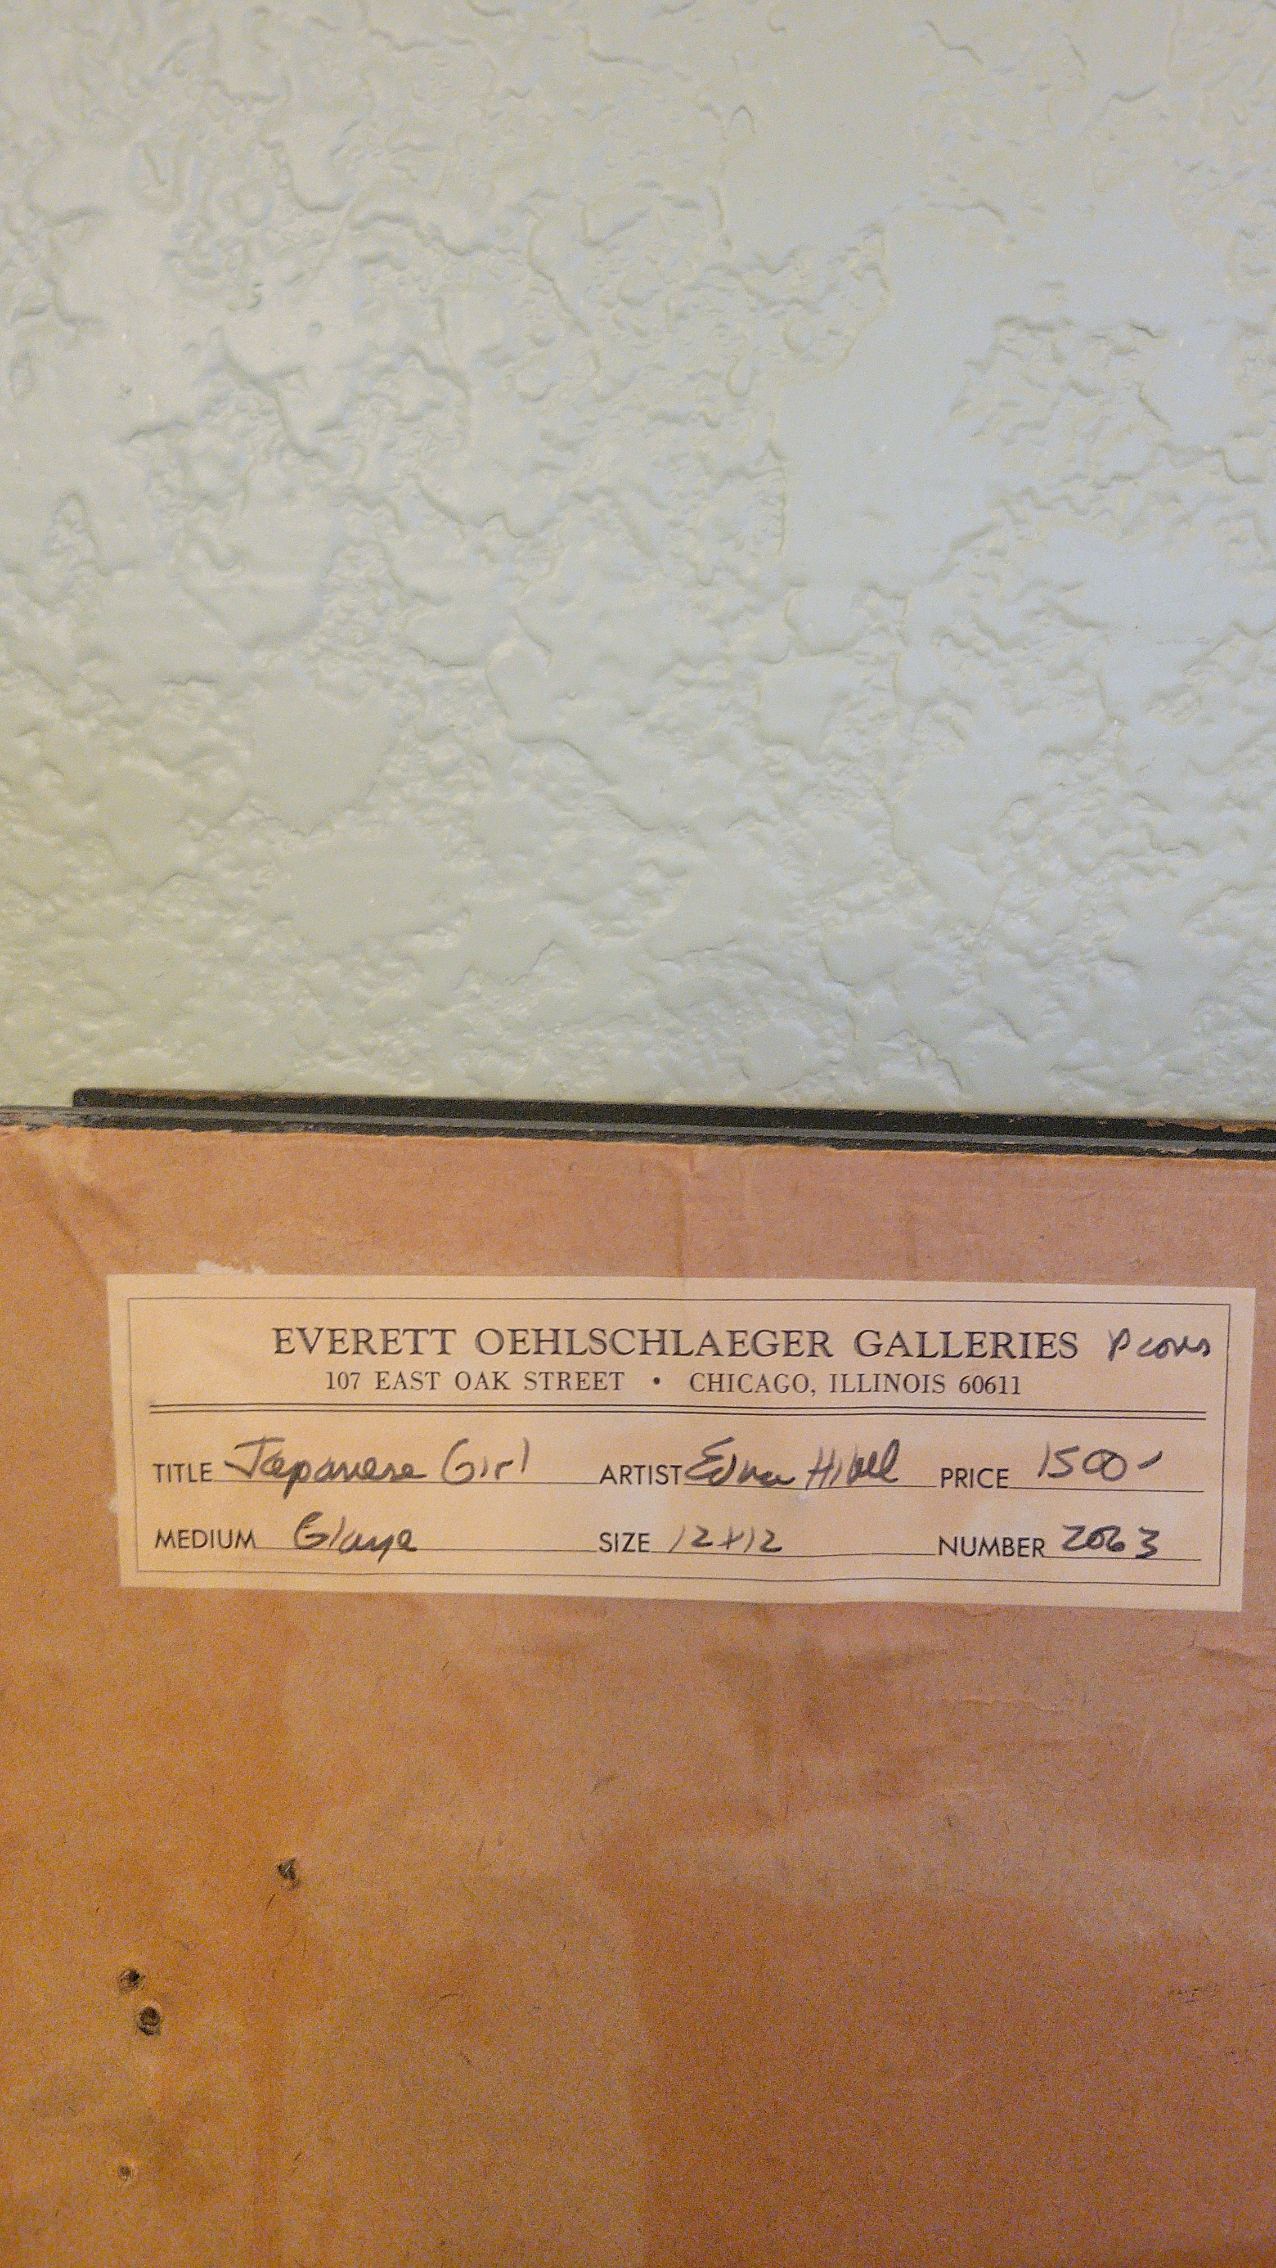 EVERETT OEHLSCHLAEGER GALLERIES
107 EAST OAK STREET • CHICAGO, ILLINOIS 60611
TITLE Japanese Girl ARTIST Edna Hibel PRICE 1500-
MEDIUM Glaze SIZE 12x12 NUMBER 2063